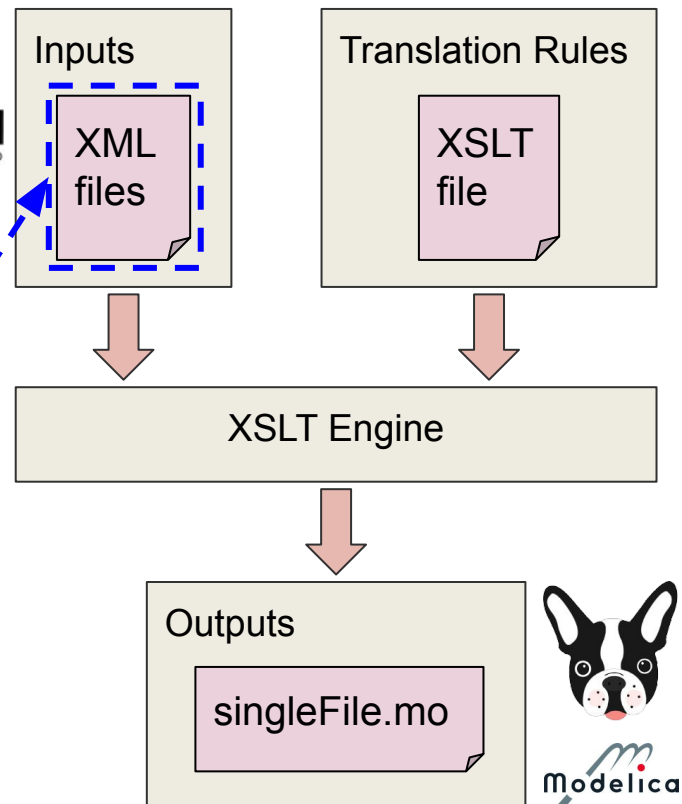 Inputs
Translation Rules
XML
files
XSLT
file
XSLT Engine
Outputs
singleFile.mo
Modelica